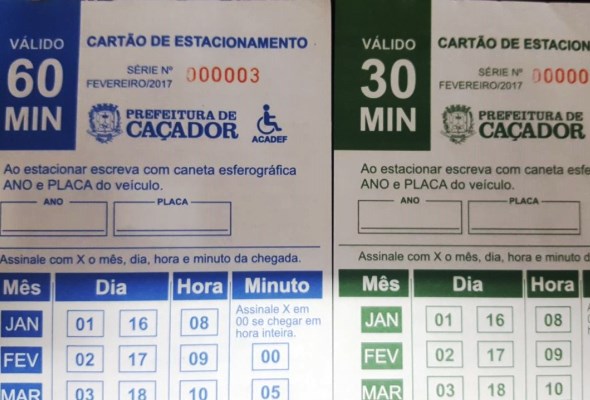 VÁLIDO
60
MIN
CARTÃO DE ESTACIONAMENTO
SÉRIE Nº
FEVEREIRO/2017
000003
PREFEITURA DE
CAÇADOR
ACADEF
Ao estacionar escreva com caneta esferográfica
ANO e PLACA do veículo.
ANO PLACA
Assinale com X o mês, dia, hora e minuto da chegada.
Mês Dia Hora Minuto
Assinale X em
00 se chegar em
hora inteira.
JAN 01 16 08
FEV 02 17 09 00
MAR 03 18 10 05
VÁLIDO
30
MIN
CARTÃO DE ESTACION
SÉRIE Nº
FEVEREIRO/2017
00000
PREFEITURA DE
CAÇADOR
Ao estacionar escreva com caneta esfe
ANO e PLACA do veículo.
ANO PLACA
Assinale com X o mês, dia, hora e minuto d
Mês Dia Hora
JAN 01 16 08
FEV 02 17 09
MAR 03 18 10